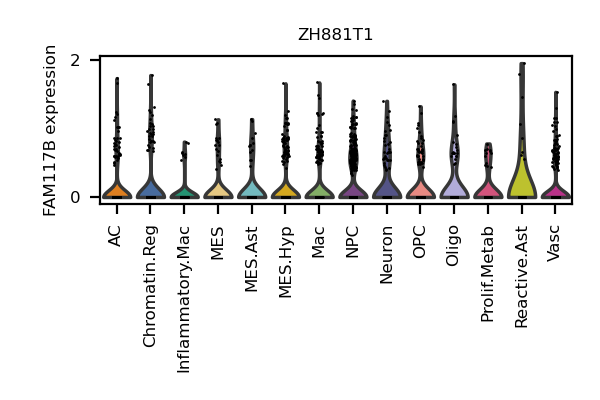 ZH881T1
FAM117B expression
2
0
AC
Chromatin.Reg
Inflammatory.Mac
MES
MES.Ast
MES.Hyp
Mac
NPC
Neuron
OPC
Oligo
Prolif.Metab
Reactive.Ast
Vasc